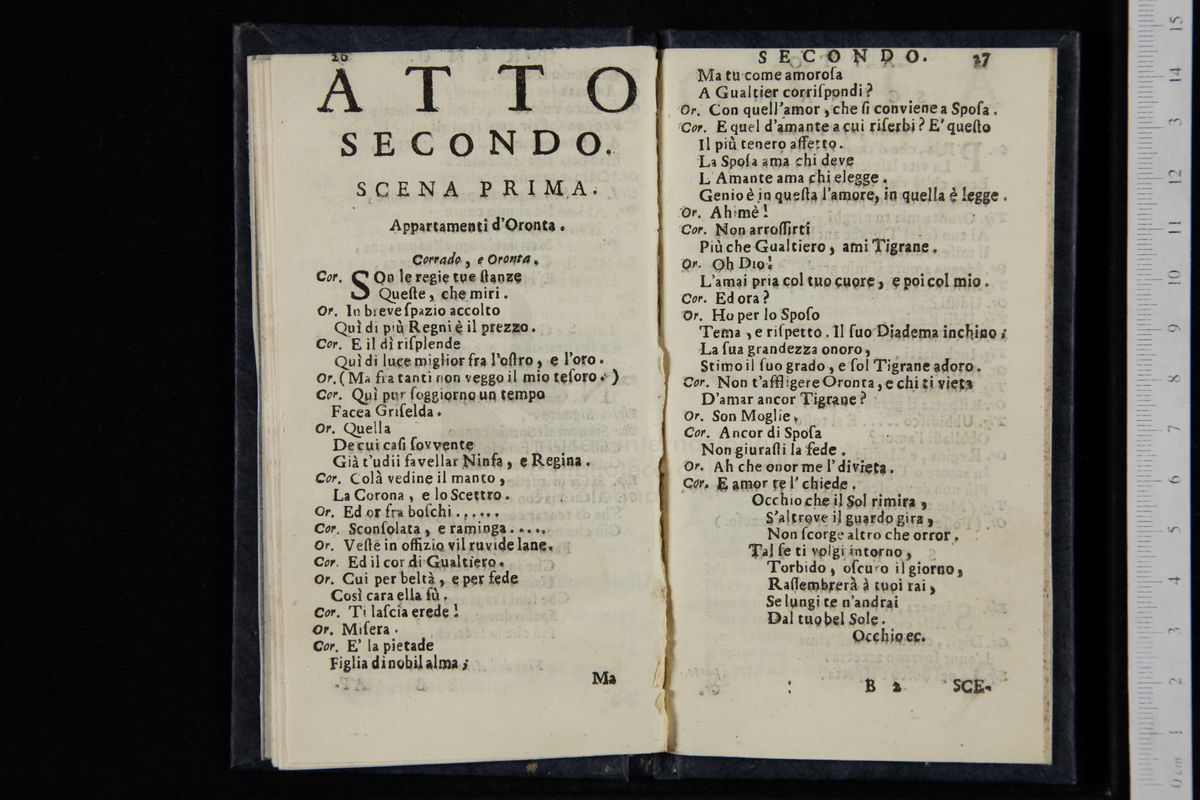 26
ATTO
SECONDO.
SCENA PRIMA.
Appartamenti d'Oronta.
Corrado, e Oronta.
Cor. SOn le regie tue ſtanze
Queſte, che miri.
Or. In breve ſpazio accolto
Quì di più Regni è il prezzo.
Cor. E il dì riſplende
Quì di luce miglior fra l'oſtro, e l'oro.
Or. (Ma fra tanti non veggo il mio teſoro.)
Cor. Quì pur ſoggiorno un tempo
Facea Griſelda.
Or. Quella
De cui caſi ſovvente
Già t'udii favellar Ninfa, e Regina.
Cor. Colà vedine il manto,
La Corona, e lo Scettro.
Or. Ed or fra boſchi......
Cor. Sconſolata, e raminga.....
Or. Veſte in offizio vil ruvide lane.
Cor. Ed il cor di Gualtiero.
Or. Cui per beltà, e per fede
Così cara ella fù.
Cor. Ti laſcia erede!
Or. Miſera.
Cor. E' la pietade
Figlia di nobil alma;
Ma
SECONDO. 27
Ma tu come amoroſa
A Gualtier corriſpondi?
Or. Con quell'amor, che ſi conviene a Spoſa.
Cor. E quel d'amante a cui riſerbi? E' queſto
Il più tenero affetto.
La Spoſa ama chi deve
L Amante ama chi elegge.
Genio è in queſta l'amore, in quella è legge.
Or. Ahimè!
Cor. Non arroſſirti
Più che Gualtiero, ami Tigrane.
Or. Oh Dio!
L'amai pria col tuo cuore, e poi col mio.
Cor. Ed ora?
Or. Ho per lo Spoſo
Tema, e riſpetto. Il ſuo Diadema inchino;
La ſua grandezza onoro,
Stimo il ſuo grado, e ſol Tigrane adoro.
Cor. Non t'affligere Oronta, e chi ti vieta
D'amar ancor Tigrane?
Or. Son Moglie.
Cor. Ancor di Spoſa
Non giuraſti la fede.
Or. Ah che onor me l' divieta.
Cor. E amor te l' chiede.
Occhio che il Sol rimira,
S'altrove il guardo gira,
Non ſcorge altro che orror.
Tal ſe ti volgi intorno,
Torbido, oſcuro il giorno,
Raſſembrerà à tuoi rai,
Se lungi te n'andrai
Dal tuo bel Sole.
Occhio ec.
B 2 SCE-